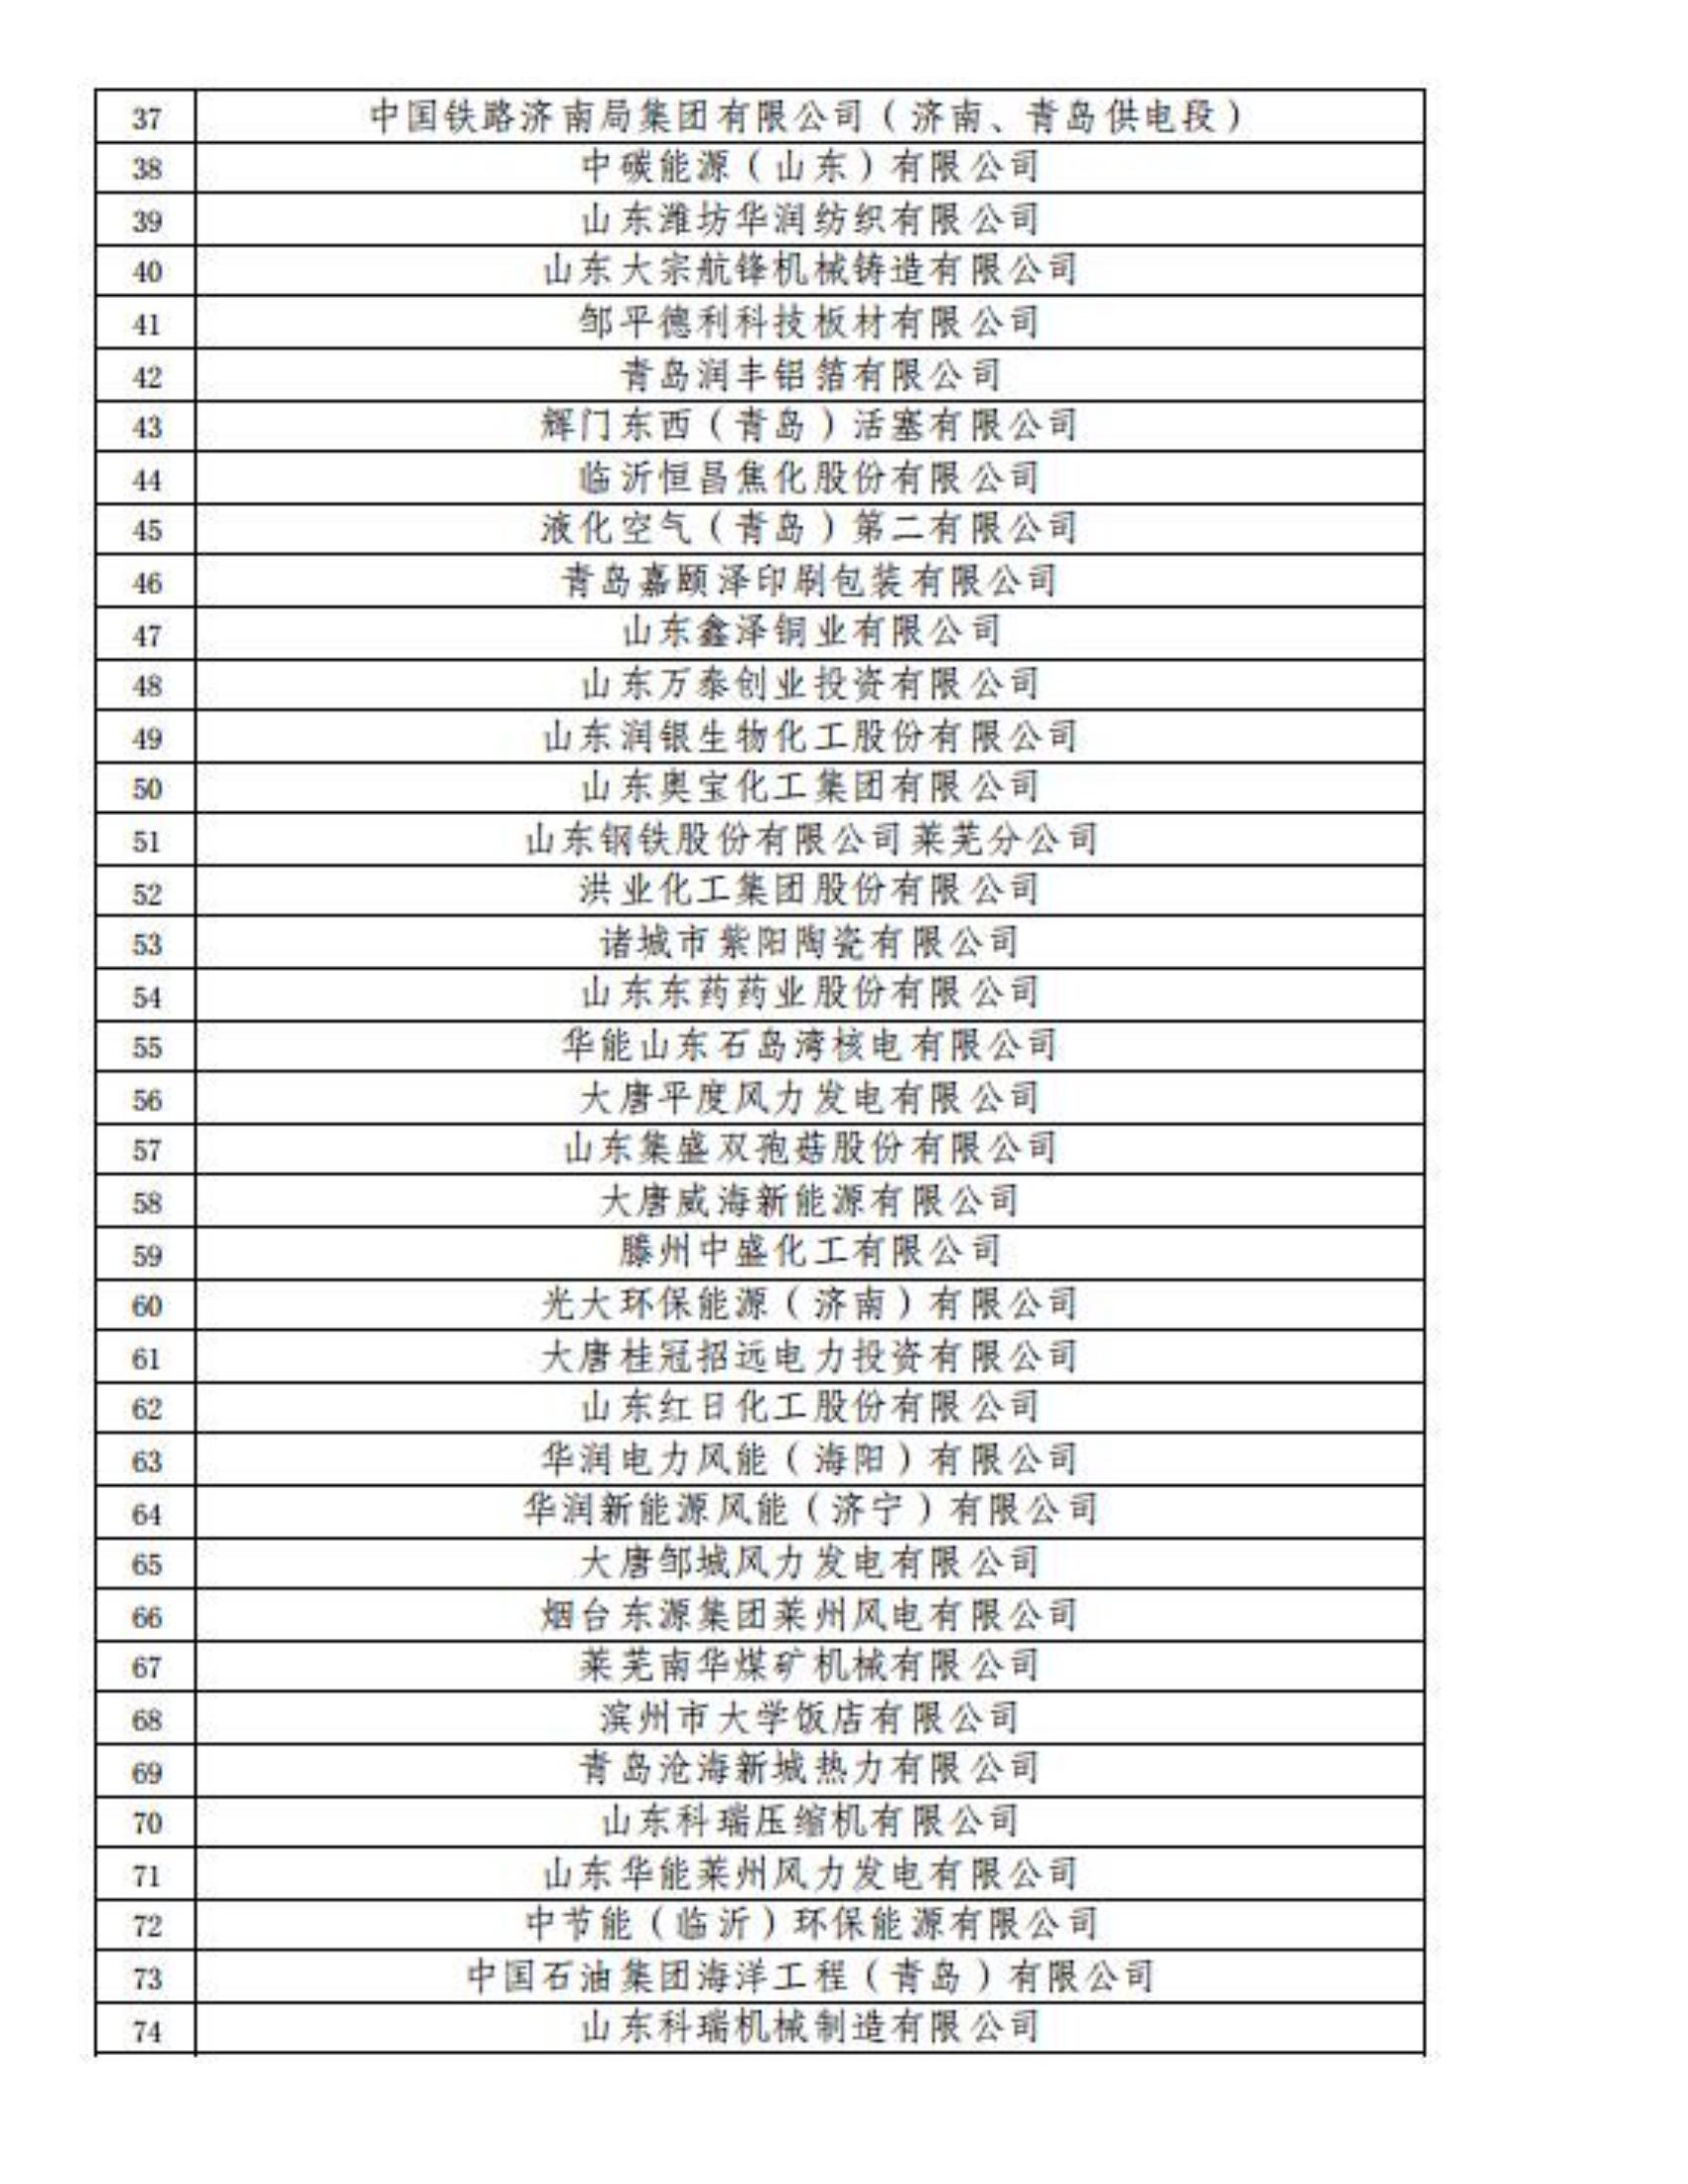 37 中国铁路济南局集团有限公司（济南、青岛供电段）
38 中碳能源（山东）有限公司
39 山东潍坊华润纺织有限公司
40 山东大宗航锋机械铸造有限公司
41 邹平德利科技板材有限公司
42 青岛润丰铝箔有限公司
43 辉门东西（青岛）活塞有限公司
44 临沂恒昌焦化股份有限公司
45 液化空气（青岛）第二有限公司
46 青岛嘉颐泽印刷包装有限公司
47 山东鑫泽铜业有限公司
48 山东万泰创业投资有限公司
49 山东润银生物化工股份有限公司
50 山东奥宝化工集团有限公司
51 山东钢铁股份有限公司莱芜分公司
52 洪业化工集团股份有限公司
53 诸城市紫阳陶瓷有限公司
54 山东东药药业股份有限公司
55 华能山东石岛湾核电有限公司
56 大唐平度风力发电有限公司
57 山东集盛双孢菇股份有限公司
58 大唐威海新能源有限公司
59 滕州中盛化工有限公司
60 光大环保能源（济南）有限公司
61 大唐桂冠招远电力投资有限公司
62 山东红日化工股份有限公司
63 华润电力风能（海阳）有限公司
64 华润新能源风能（济宁）有限公司
65 大唐邹城风力发电有限公司
66 烟台东源集团莱州风电有限公司
67 莱芜南华煤矿机械有限公司
68 滨州市大学饭店有限公司
69 青岛沧海新城热力有限公司
70 山东科瑞压缩机有限公司
71 山东华能莱州风力发电有限公司
72 中节能（临沂）环保能源有限公司
73 中国石油集团海洋工程（青岛）有限公司
74 山东科瑞机械制造有限公司